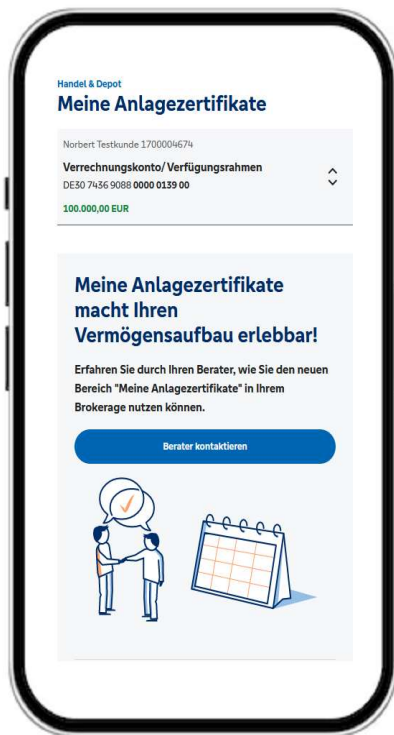 Handel & Depot
Meine Anlagezertifikate
Norbert Testkunde 1700004674
Verrechnungskonto/ Verfügungsrahmen
DE30 7436 9088 0000 0139 00
100.000,00 EUR
Meine Anlagezertifikate
macht Ihren
Vermögensaufbau erlebbar!
Erfahren Sie durch Ihren Berater, wie Sie den neuen
Bereich "Meine Anlagezertifikate" in Ihrem
Brokerage nutzen können.
Berater kontaktieren